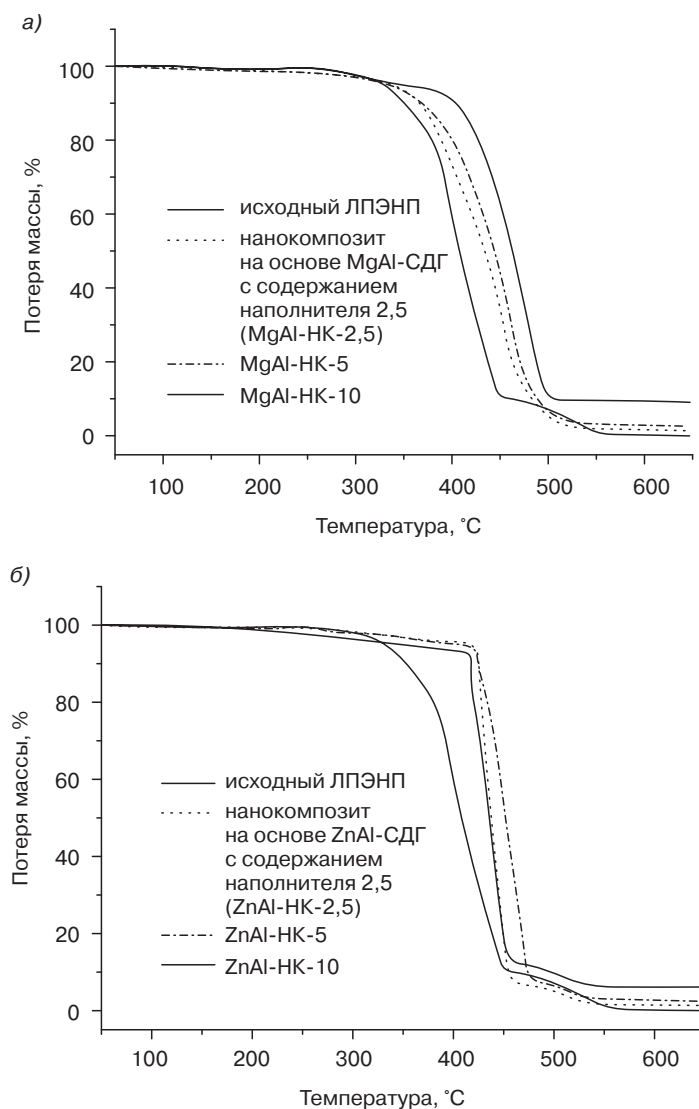 а)
Потеря массы, %
100
80
60
40
20
0
исходный ЛПЭНП
нанокомпозит
на основе MgAl-СДГ
с содержанием
наполнителя 2,5
(MgAl-НК-2,5)
MgAl-НК-5
MgAl-НК-10
100 200 300 400 500 600
Температура, ˚С
б)
Потеря массы, %
100
80
60
40
20
0
исходный ЛПЭНП
нанокомпозит
на основе ZnAl-СДГ
с содержанием
наполнителя 2,5
(ZnAl-НК-2,5)
ZnAl-НК-5
ZnAl-НК-10
100 200 300 400 500 600
Температура, ˚С